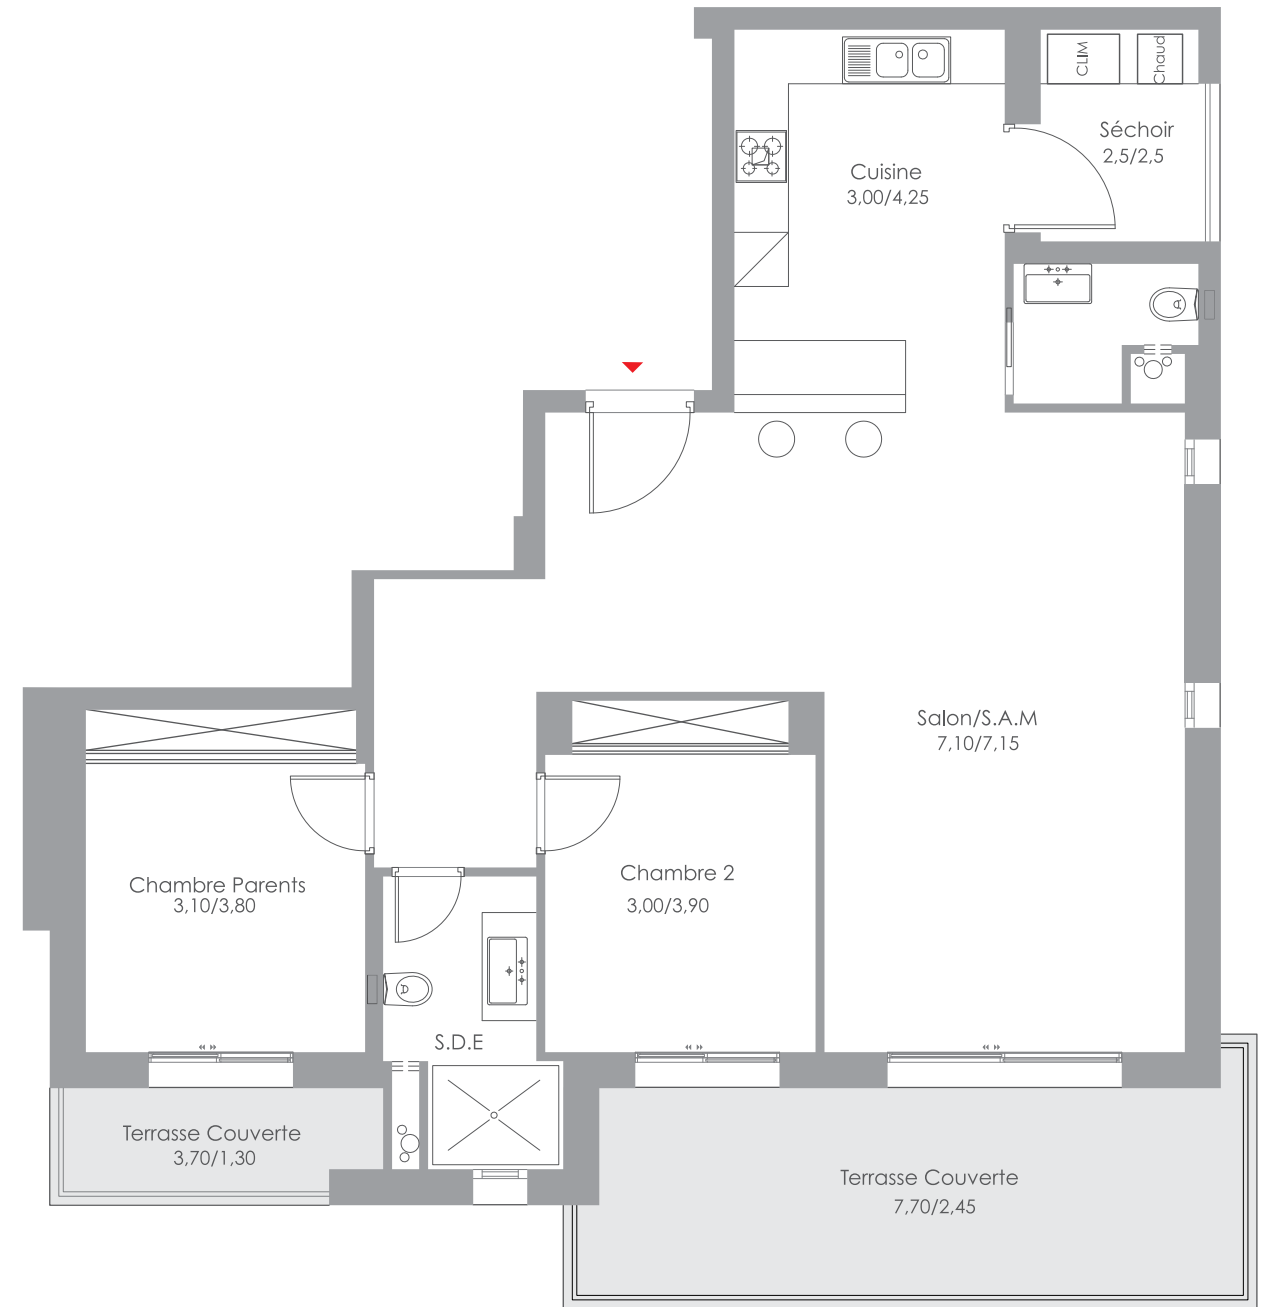 CLIM
Chaud
Séchoir
2,5/2,5
Cuisine
3,00/4,25
Salon/S.A.M
7,10/7,15
Chambre Parents
3,10/3,80
Chambre 2
3,00/3,90
S.D.E
Terrasse Couverte
3,70/1,30
Terrasse Couverte
7,70/2,45